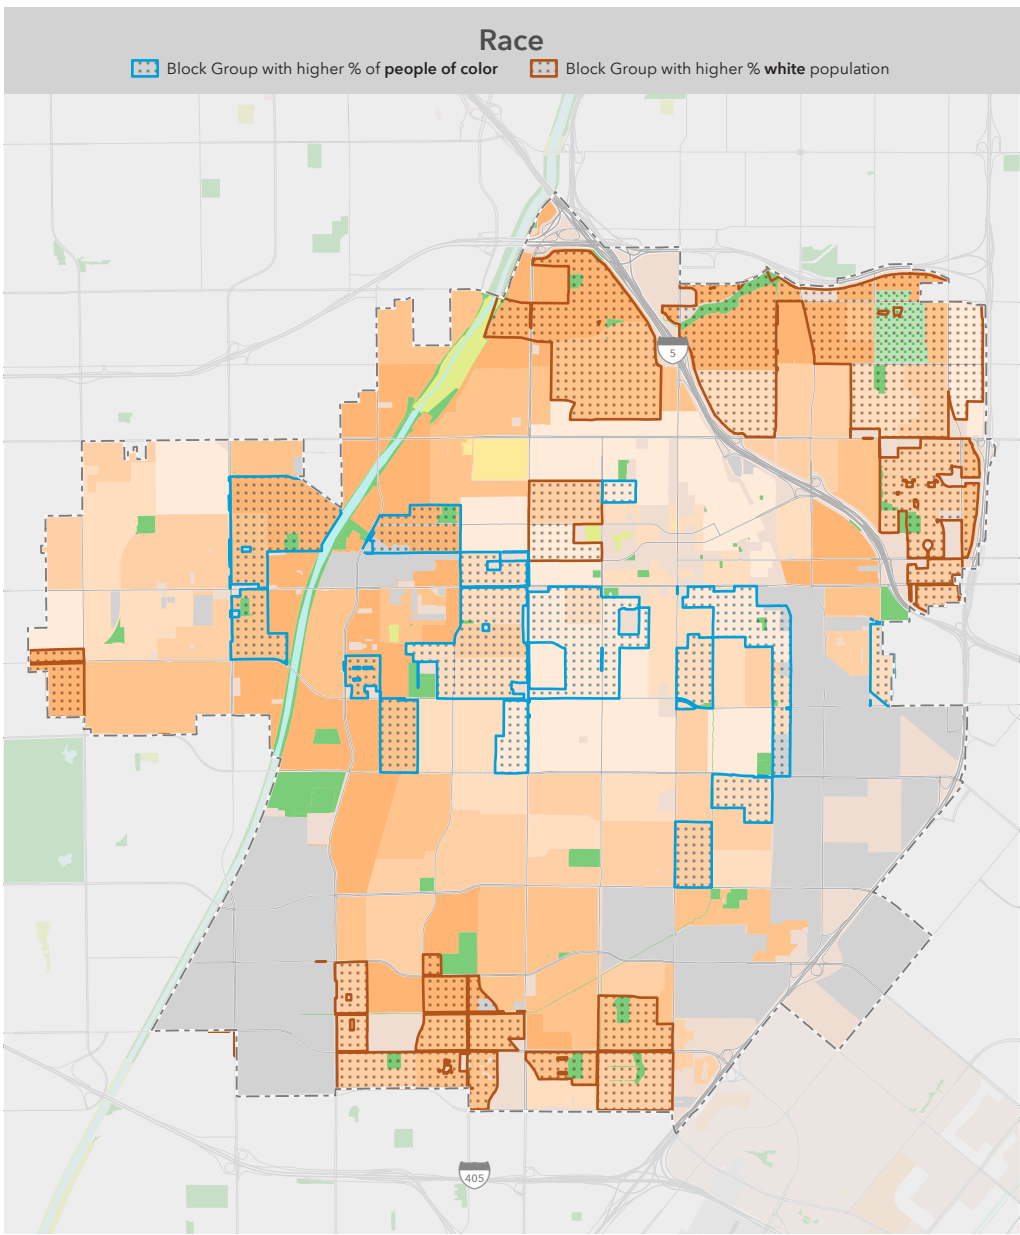 Race
Block Group with higher % of people of color
Block Group with higher % white population
5
405